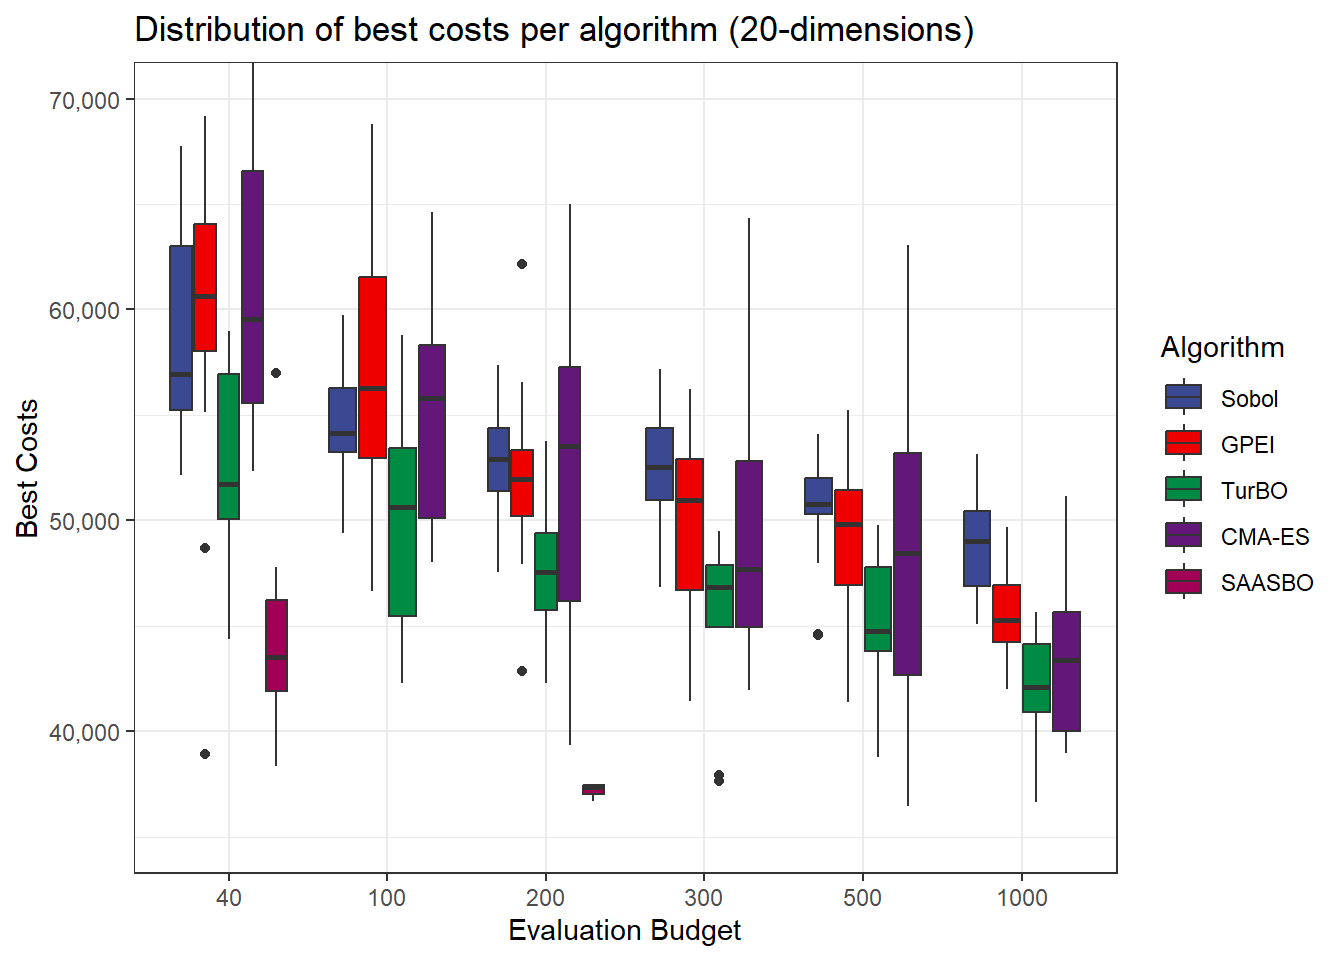 Distribution of best costs per algorithm (20-dimensions)
70,000
60,000
50,000
40,000
Best Costs
40 100 200 300 500 1000
Evaluation Budget
Algorithm
Sobol
GPEI
TurBO
CMA-ES
SAASBO